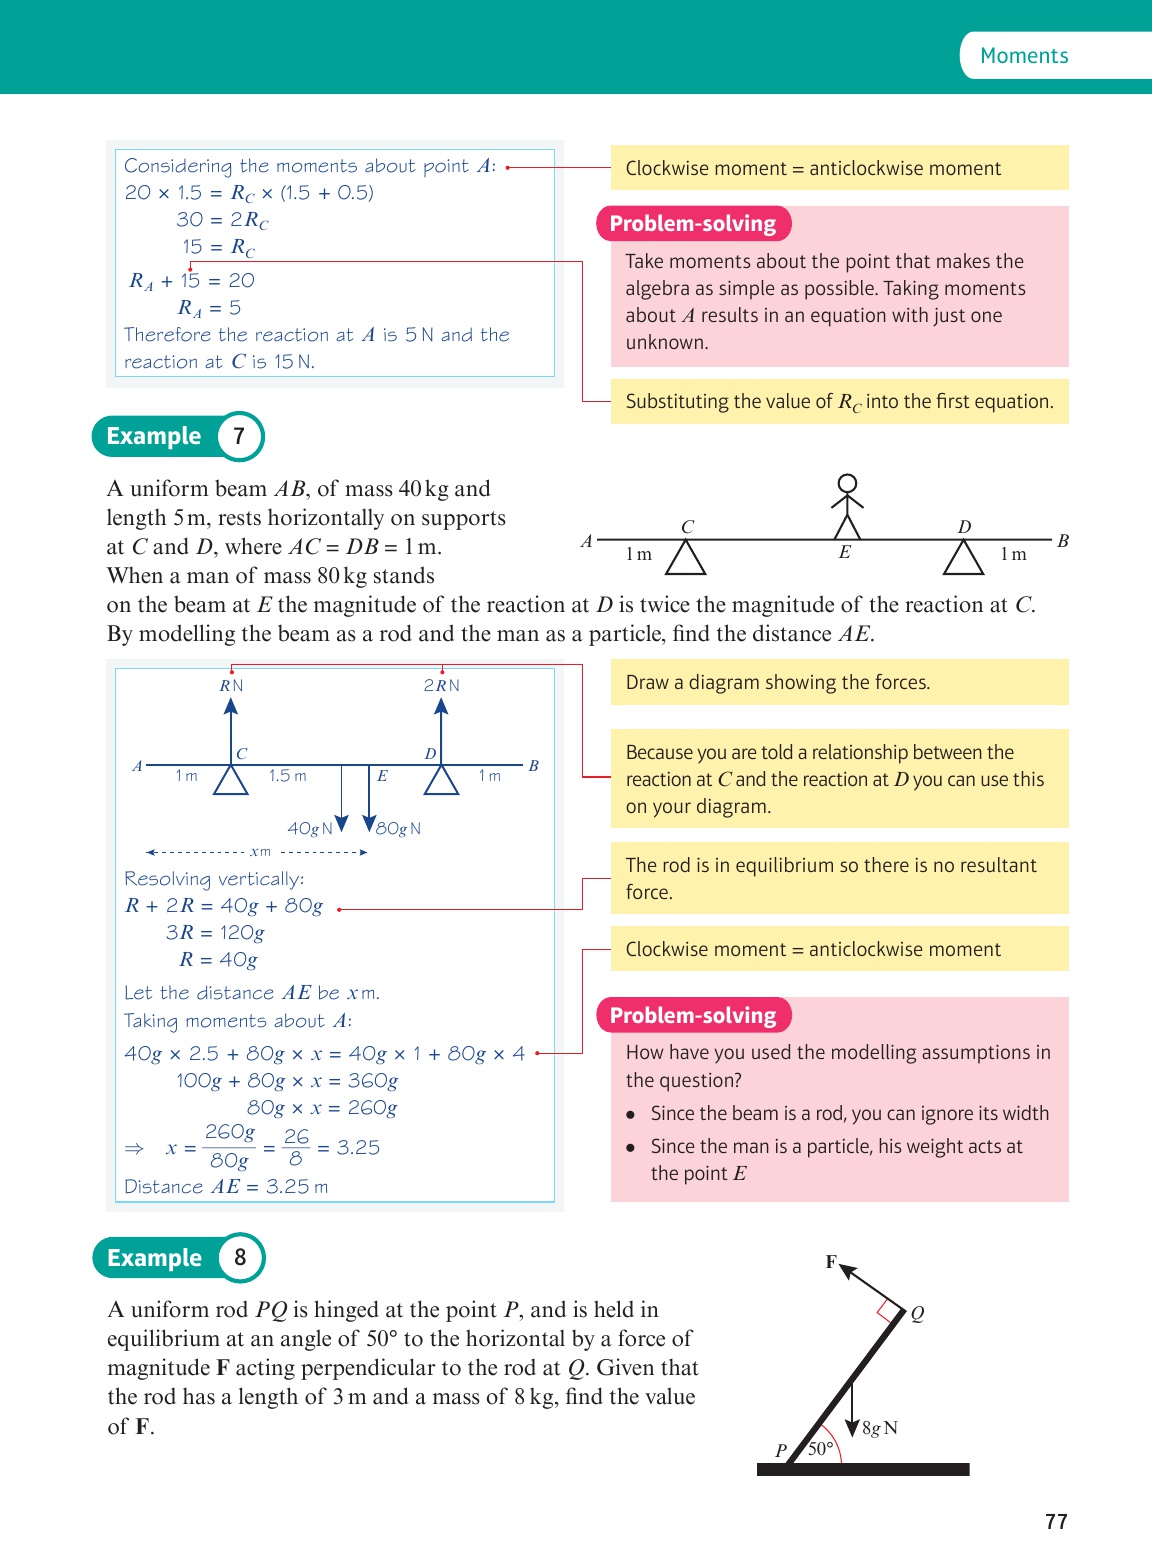 Moments
Considering the moments about point A:
20 × 1.5 = R_C × (1.5 + 0.5)
30 = 2R_C
15 = R_C
R_A + 15 = 20
R_A = 5
Therefore the reaction at A is 5 N and the
reaction at C is 15 N.
Clockwise moment = anticlockwise moment
Problem-solving
Take moments about the point that makes the
algebra as simple as possible. Taking moments
about A results in an equation with just one
unknown.
Substituting the value of R_C into the first equation.
Example 7
A uniform beam AB, of mass 40 kg and
length 5 m, rests horizontally on supports
at C and D, where AC = DB = 1 m.
When a man of mass 80 kg stands
on the beam at E the magnitude of the reaction at D is twice the magnitude of the reaction at C.
By modelling the beam as a rod and the man as a particle, find the distance AE.
A
1 m
C
E
D
1 m
B
RN
2RN
A
1 m
C
1.5 m
E
D
1 m
B
40gN
80gN
xm
Resolving vertically:
R + 2R = 40g + 80g
3R = 120g
R = 40g
Let the distance AE be x m.
Taking moments about A:
40g × 2.5 + 80g × x = 40g × 1 + 80g × 4
100g + 80g × x = 360g
80g × x = 260g
⇒ x = 260g/80g = 26/8 = 3.25
Distance AE = 3.25 m
Draw a diagram showing the forces.
Because you are told a relationship between the
reaction at C and the reaction at D you can use this
on your diagram.
The rod is in equilibrium so there is no resultant
force.
Clockwise moment = anticlockwise moment
Problem-solving
How have you used the modelling assumptions in
the question?
• Since the beam is a rod, you can ignore its width
• Since the man is a particle, his weight acts at
the point E
Example 8
A uniform rod PQ is hinged at the point P, and is held in
equilibrium at an angle of 50° to the horizontal by a force of
magnitude F acting perpendicular to the rod at Q. Given that
the rod has a length of 3 m and a mass of 8 kg, find the value
of F.
F
Q
8g N
P
50°
77